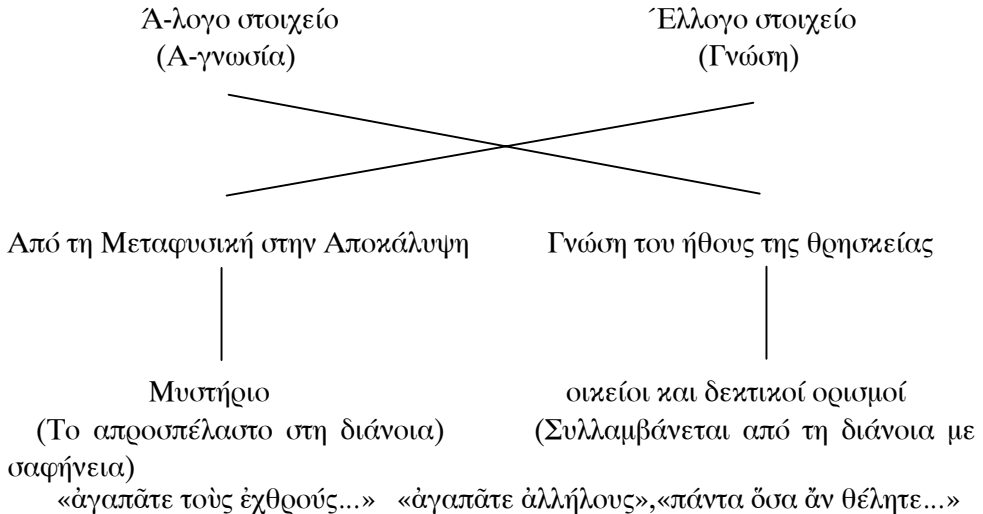 Ά-λογο στοιχείο Έλλογο στοιχείο
(Α-γνωσία) (Γνώση)
Από τη Μεταφυσική στην Αποκάλυψη Γνώση του ήθους της θρησκείας
Μυστήριο οικείοι και δεκτικοί ορισμοί
(Το απροσπέλαστο στη διάνοια) (Συλλαμβάνεται από τη διάνοια με
σαφήνεια)
«ἀγαπᾶτε τοὺς ἐχθρούς...» «ἀγαπᾶτε ἀλλήλους»,«πάντα ὅσα ἄν θέλητε...»